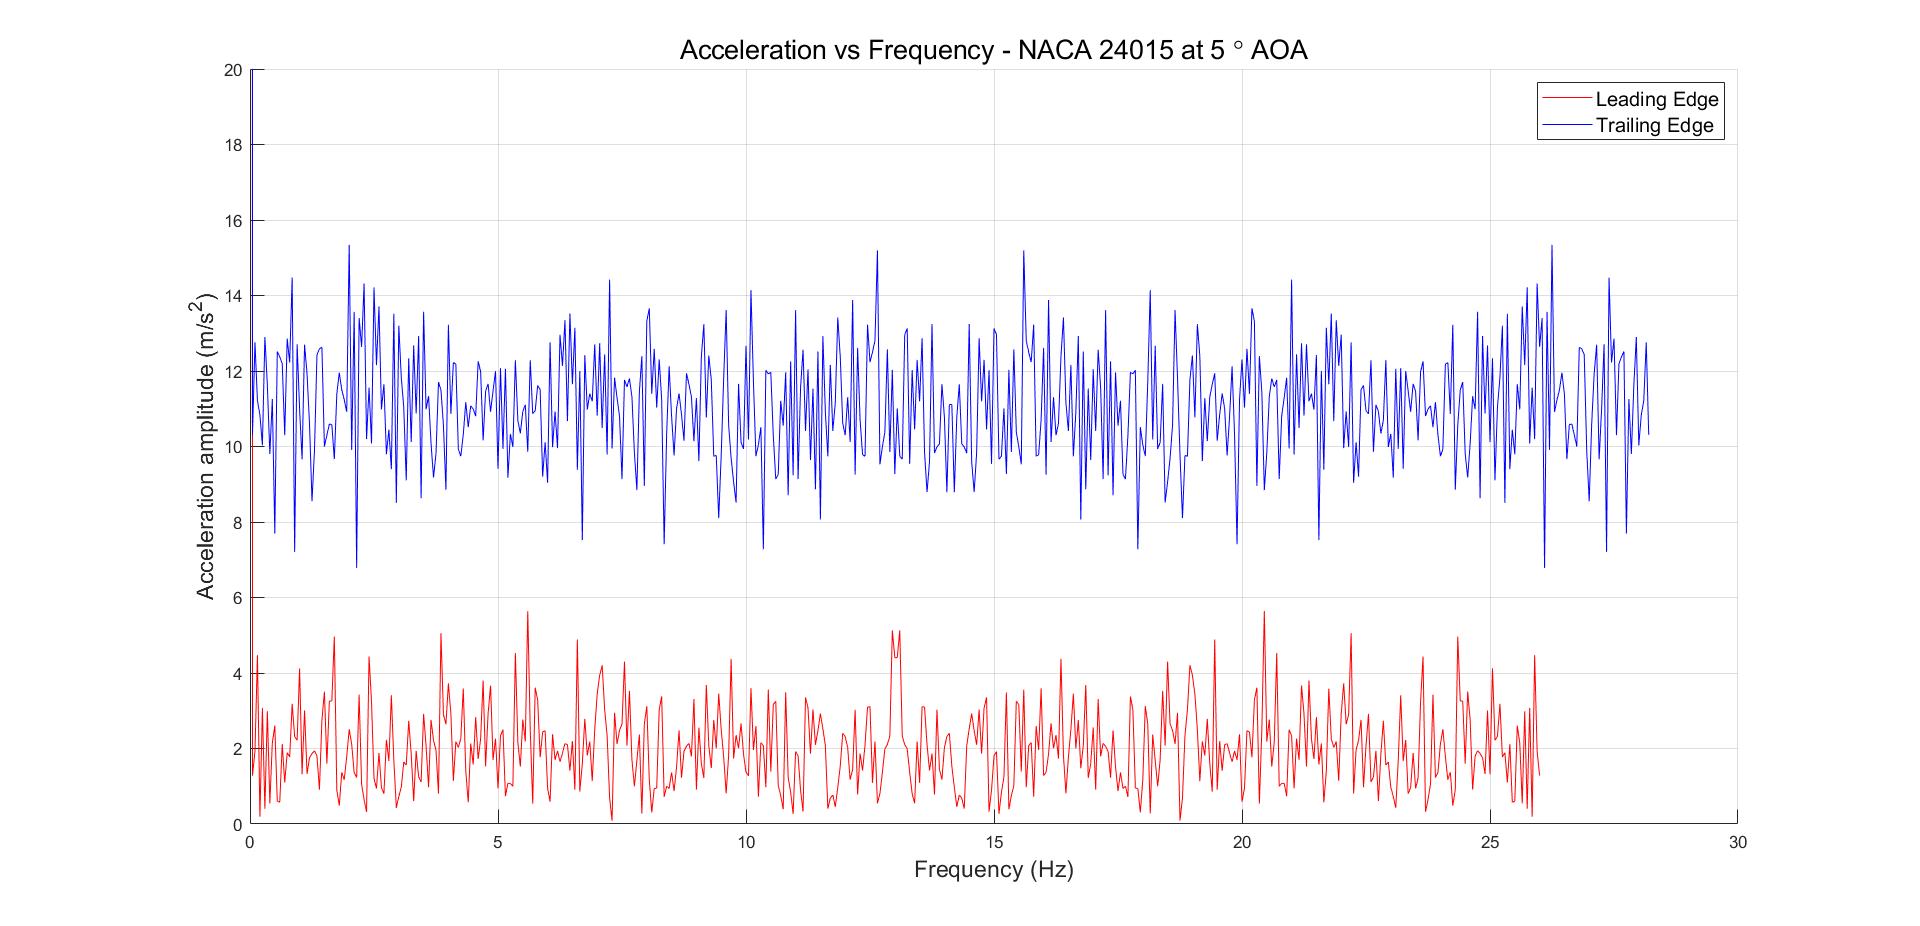 Acceleration vs Frequency - NACA 24015 at 5 ° AOA
Leading Edge
Trailing Edge
Acceleration amplitude (m/s²)
20
18
16
14
12
10
8
6
4
2
0
0 5 10 15 20 25 30
Frequency (Hz)